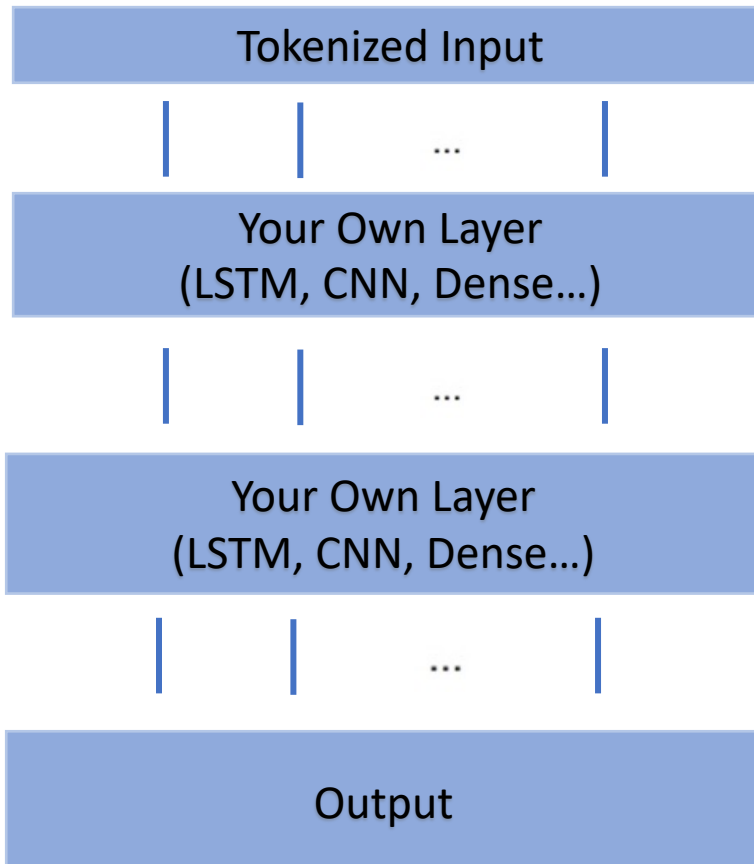 Tokenized Input
...
Your Own Layer
(LSTM, CNN, Dense...)
...
Your Own Layer
(LSTM, CNN, Dense...)
...
Output